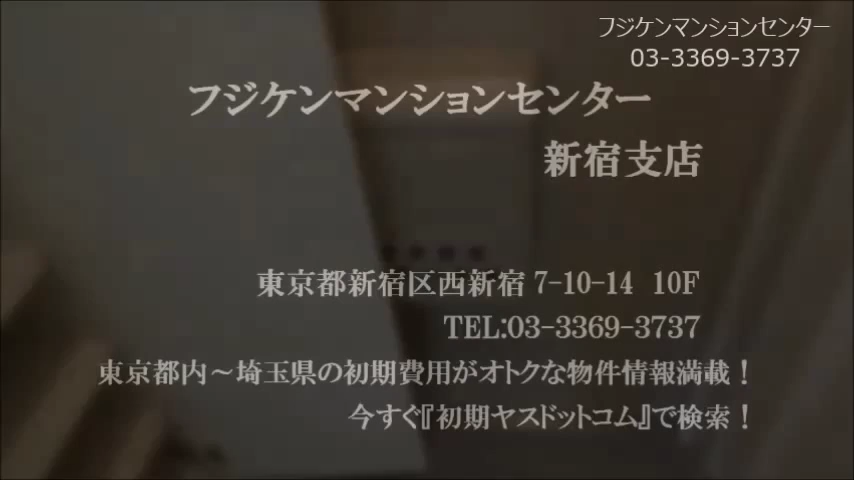 フジケンマンションセンター
03-3369-3737
フジケンマンションセンター
新宿支店
東京都新宿区西新宿 7-10-14 10F
TEL:03-3369-3737
東京都内～埼玉県の初期費用がオトクな物件情報満載！
今すぐ『初期ヤスドットコム』で検索！